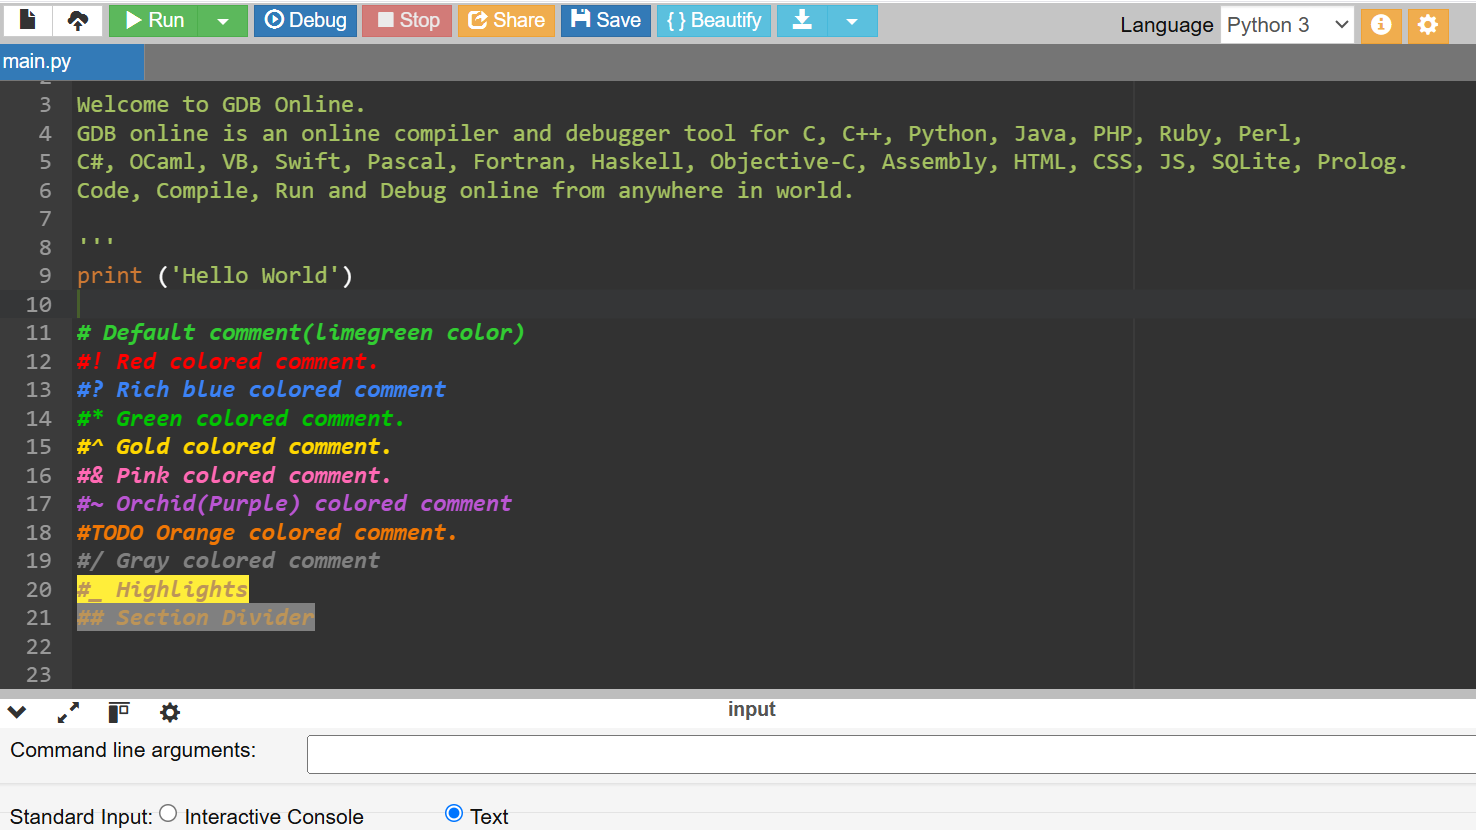 Run Debug Stop Share Save { } Beautify Language Python 3
main.py
2
3 Welcome to GDB Online.
4 GDB online is an online compiler and debugger tool for C, C++, Python, Java, PHP, Ruby, Perl,
5 C#, OCaml, VB, Swift, Pascal, Fortran, Haskell, Objective-C, Assembly, HTML, CSS, JS, SQLite, Prolog.
6 Code, Compile, Run and Debug online from anywhere in world.
7
8 '''
9 print ('Hello World')
10
11 # Default comment(limegreen color)
12 #! Red colored comment.
13 #? Rich blue colored comment
14 #* Green colored comment.
15 #^ Gold colored comment.
16 #& Pink colored comment.
17 #~ Orchid(Purple) colored comment
18 #TODO Orange colored comment.
19 #/ Gray colored comment
20 #_ Highlights
21 ## Section Divider
22
23
input
Command line arguments:
Standard Input: Interactive Console Text